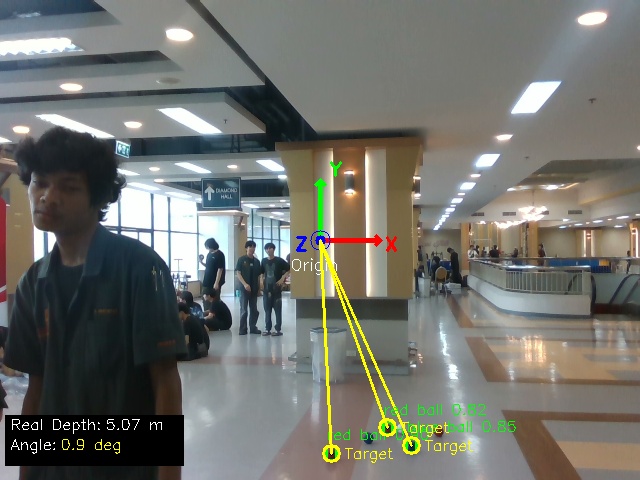 DIAMOND
HALL
Y
Z
X
Origin
red ball 0.82
Target
ball 0.85
Target
ed ball
Target
Real Depth: 5.07 m
Angle: 0.9 deg